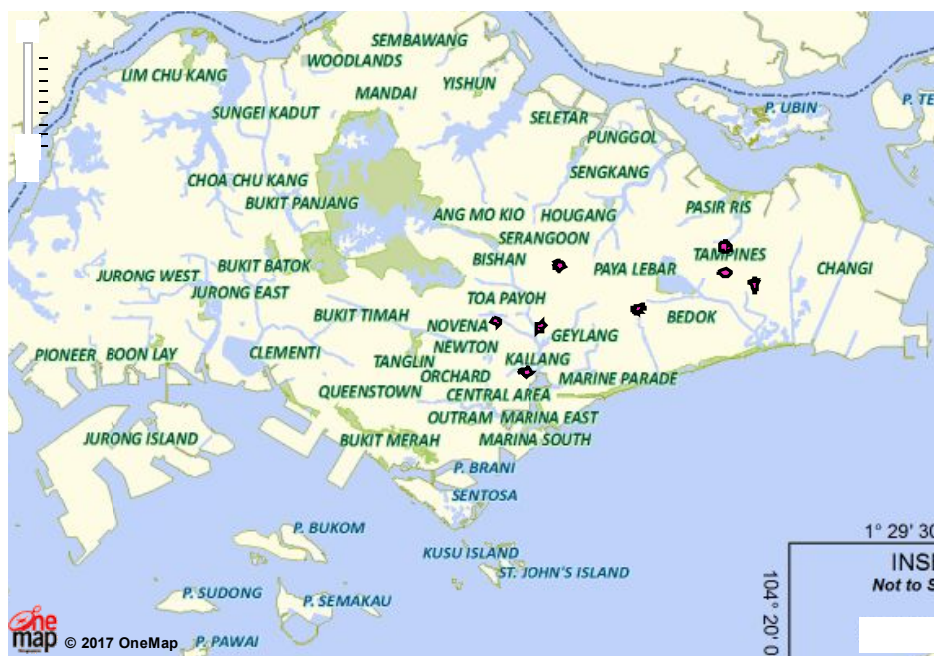 SEMBAWANG
WOODLANDS
LIM CHU KANG
YISHUN
MANDAI
SUNGEI KADUT
SELETAR
P. UBIN
P. TE
PUNGGOL
SENGKANG
CHOA CHU KANG
BUKIT PANJANG
PASIR RIS
ANG MO KIO
HOUGANG
SERANGOON
BISHAN
TAMPINES
JURONG WEST
BUKIT BATOK
PAYA LEBAR
CHANGI
JURONG EAST
TOA PAYOH
BUKIT TIMAH
NOVENA
GEYLANG
BEDOK
NEWTON
PIONEER
BOON LAY
CLEMENTI
TANGLIN
KALLANG
ORCHARD
MARINE PARADE
QUEENSTOWN
CENTRAL AREA
OUTRAM
MARINA EAST
JURONG ISLAND
BUKIT MERAH
MARINA SOUTH
P. BRANI
SENTOSA
P. BUKOM
KUSU ISLAND
ST. JOHN'S ISLAND
P. SUDONG
P. SEMAKAU
P. PAWAI
1° 29' 30
INSE
Not to S
104° 20' 0
One
map © 2017 OneMap